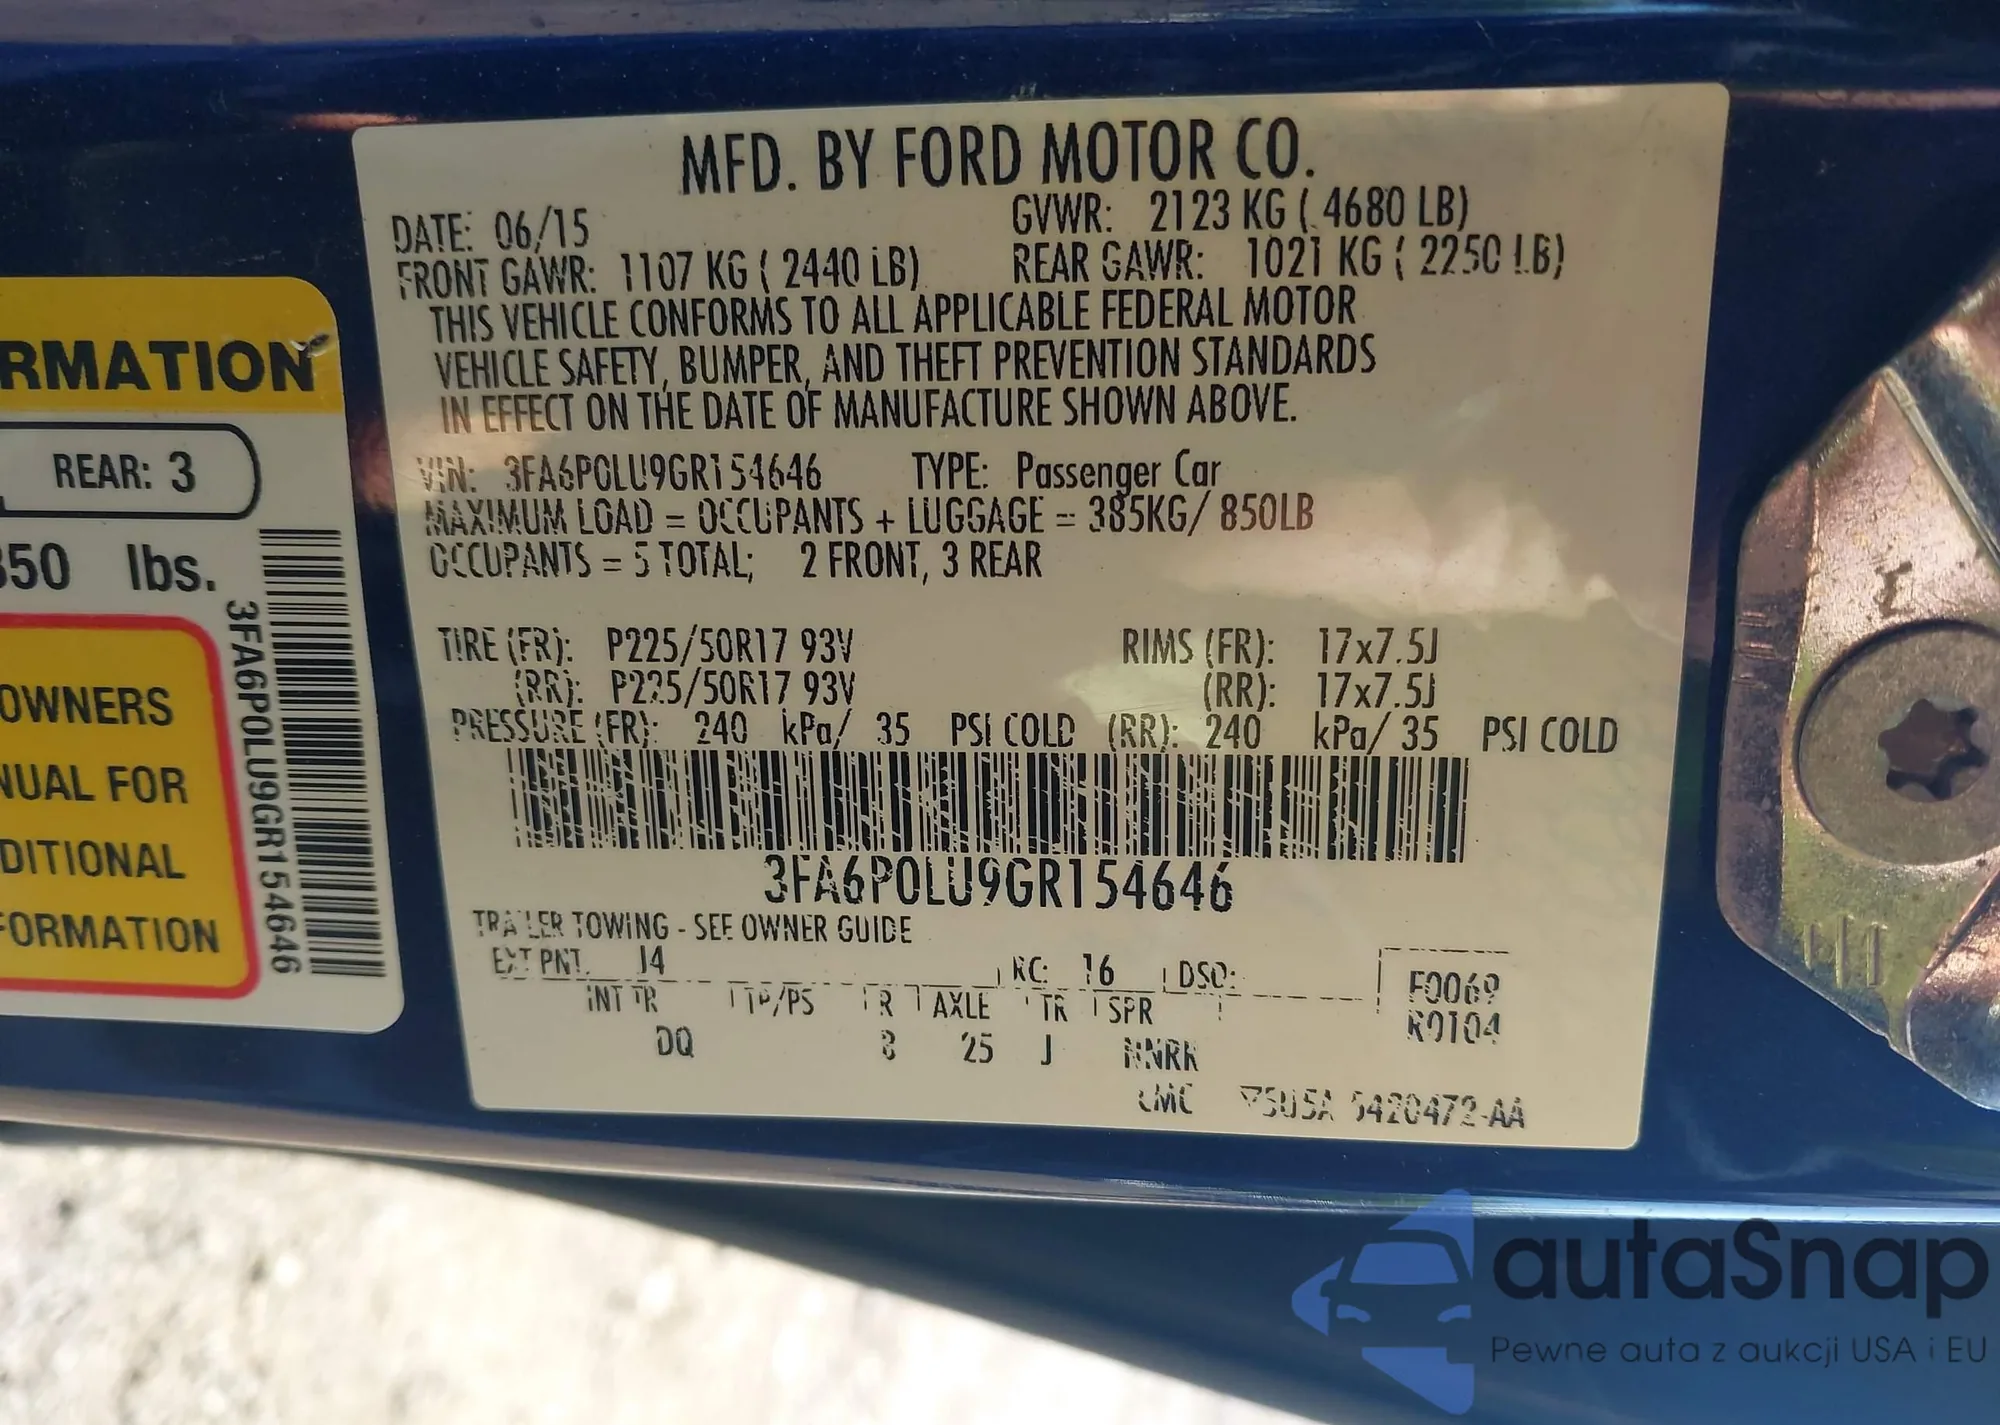 MFD. BY FORD MOTOR CO.
DATE: 06/15 GVWR: 2123 KG ( 4680 LB)
FRONT GAWR: 1107 KG ( 2440 LB) REAR GAWR: 1021 KG ( 2250 LB)
THIS VEHICLE CONFORMS TO ALL APPLICABLE FEDERAL MOTOR
VEHICLE SAFETY, BUMPER, AND THEFT PREVENTION STANDARDS
IN EFFECT ON THE DATE OF MANUFACTURE SHOWN ABOVE.
VIN: 3FA6P0LU9GR154646 TYPE: Passenger Car
MAXIMUM LOAD = OCCUPANTS + LUGGAGE = 385KG/ 850LB
OCCUPANTS = 5 TOTAL; 2 FRONT, 3 REAR
TIRE (FR): P225/50R17 93V RIMS (FR): 17x7.5J
(RR): P225/50R17 93V (RR): 17x7.5J
PRESSURE (FR): 240 kPa/ 35 PSI COLD (RR): 240 kPa/ 35 PSI COLD
3FA6P0LU9GR154646
TRAILER TOWING - SEE OWNER GUIDE
EXT PNT. J4 RC: 16 DSO:
F0069
R0104
INT TR TP/PS R AXLE TR SPR
DQ 8 25 J NNRR
5420472-AA
RMATION
REAR: 3
850 lbs.
3FA6P0LU9GR154646
OWNERS
NUAL FOR
DITIONAL
FORMATION
autaSnap
Pewne auta z aukcji USA i EU